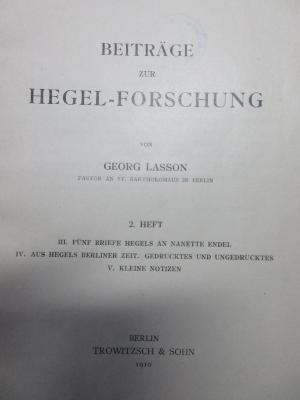 BEITRÄGE
ZUR
HEGEL-FORSCHUNG
VON
GEORG LASSON
PASTOR AN ST. BARTHOLOMÄUS IN BERLIN
2. HEFT
III. FÜNF BRIEFE HEGELS AN NANETTE ENDEL
IV. AUS HEGELS BERLINER ZEIT. GEDRUCKTES UND UNGEDRUCKTES
V. KLEINE NOTIZEN
BERLIN
TROWITZSCH & SOHN
1910